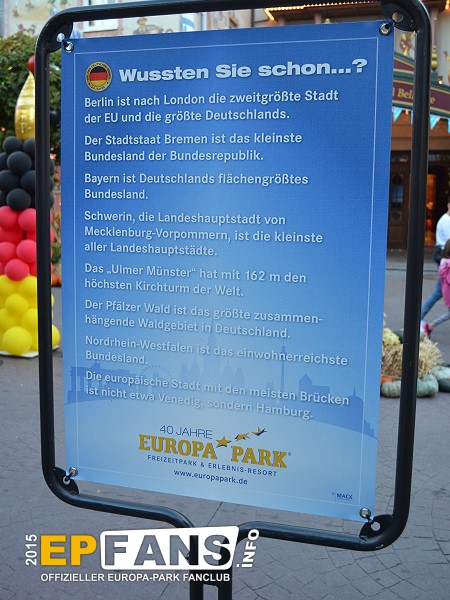 Wussten Sie schon...?
Berlin ist nach London die zweitgrößte Stadt
der EU und die größte Deutschlands.
Der Stadtstaat Bremen ist das kleinste
Bundesland der Bundesrepublik.
Bayern ist Deutschlands flächengrößtes
Bundesland.
Schwerin, die Landeshauptstadt von
Mecklenburg-Vorpommern, ist die kleinste
aller Landeshauptstädte.
Das „Ulmer Münster" hat mit 162 m den
höchsten Kirchturm der Welt.
Der Pfälzer Wald ist das größte zusammen-
hängende Waldgebiet in Deutschland.
Nordrhein-Westfalen ist das einwohnerreichste
Bundesland.
Die europäische Stadt mit den meisten Brücken
ist nicht etwa Venedig, sondern Hamburg.
40 JAHRE
EUROPA PARK®
FREIZEITPARK & ERLEBNIS-RESORT
www.europapark.de
© MACK
2015 EPFANS.INFO
OFFIZIELLER EUROPA-PARK FANCLUB